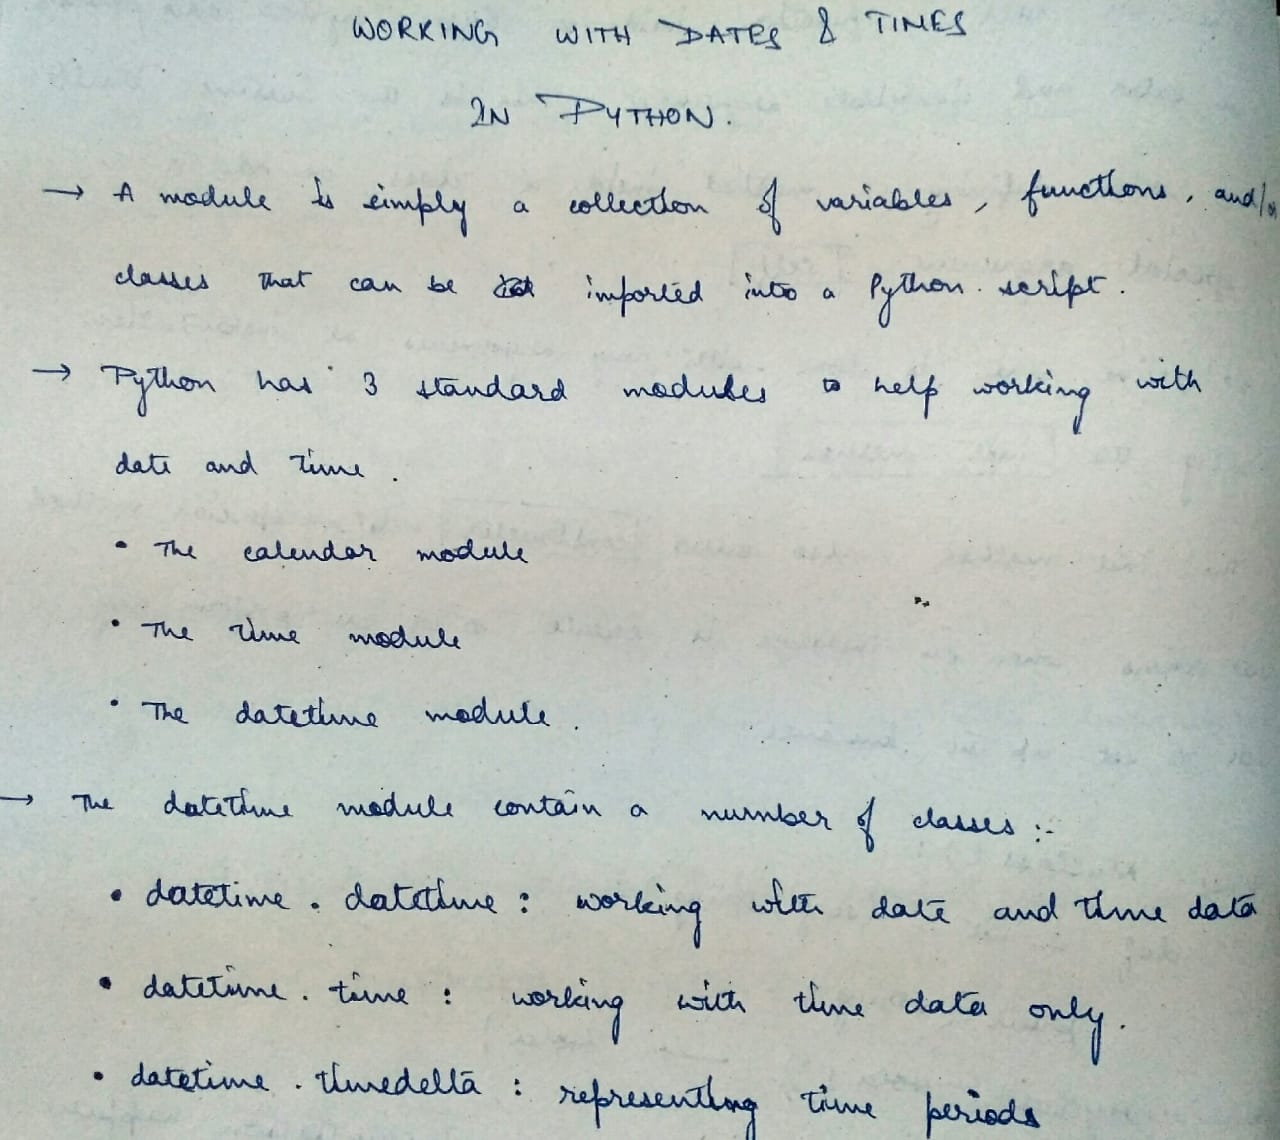 WORKING WITH DATES & TIMES
IN PYTHON.
→ A module is simply a collection of variables, functions, and/or
classes that can be imported into a Python script.
→ Python has 3 standard modules to help working with
date and time.
• The calendar module
• The time module
• The datetime module.
→ The datetime module contain a number of classes :-
• datetime . datetime : working with date and time data
• datetime . time : working with time data only.
• datetime . timedelta : representing time periods